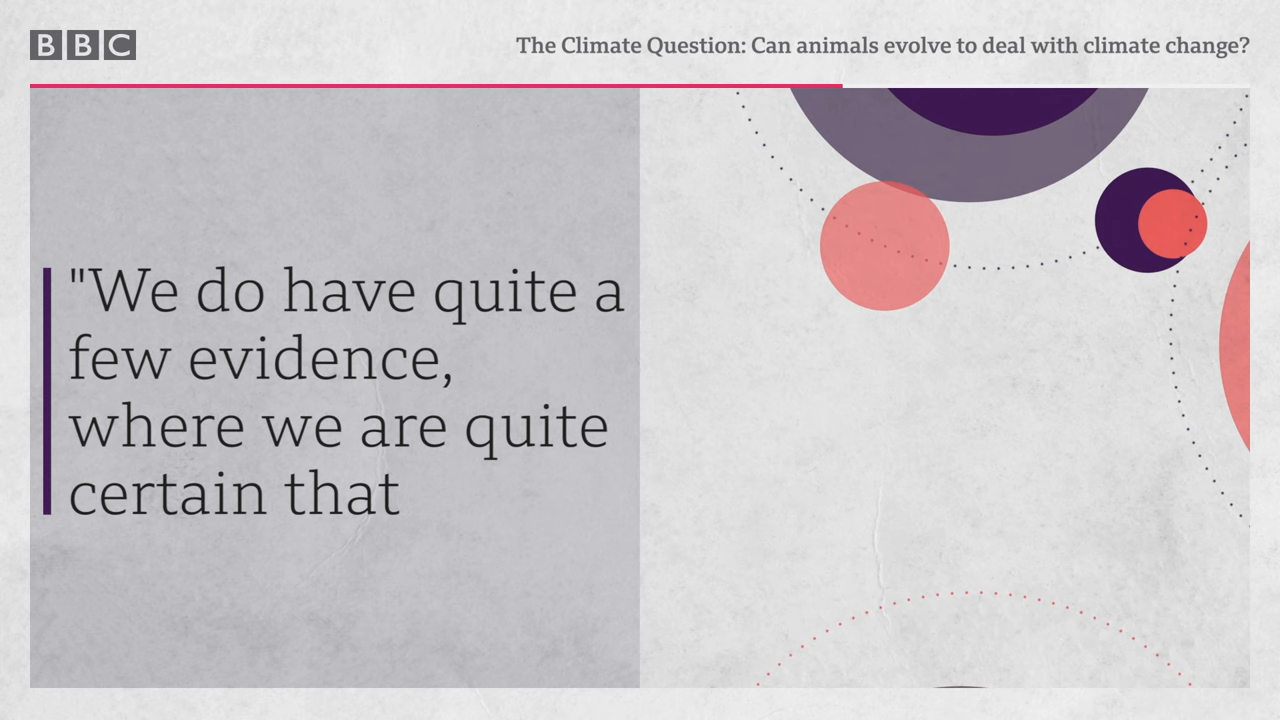 BBC
The Climate Question: Can animals evolve to deal with climate change?
"We do have quite a
few evidence,
where we are quite
certain that